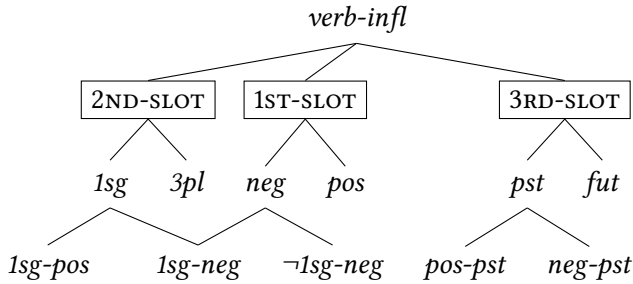 verb-infl
2ND-SLOT 1ST-SLOT 3RD-SLOT
1sg 3pl neg pos pst fut
1sg-pos 1sg-neg ¬1sg-neg pos-pst neg-pst